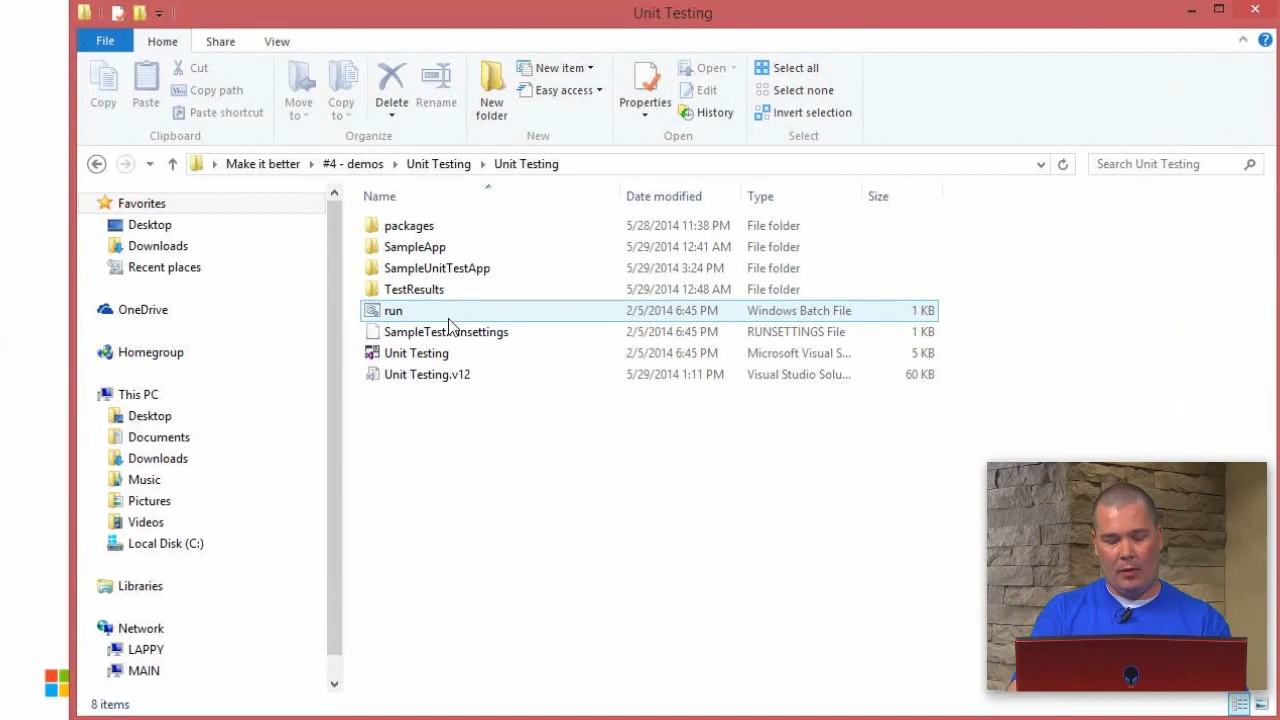 Unit Testing
File Home Share View
Copy Paste Cut Copy path Paste shortcut
Clipboard
Move to Copy to Delete Rename
Organize
New folder New item Easy access
New
Properties Open Edit History
Open
Select all Select none Invert selection
Select
Make it better #4 - demos Unit Testing Unit Testing
Search Unit Testing
Favorites
Desktop
Downloads
Recent places
OneDrive
Homegroup
This PC
Desktop
Documents
Downloads
Music
Pictures
Videos
Local Disk (C:)
Libraries
Network
LAPPY
MAIN
Name Date modified Type Size
packages 5/28/2014 11:38 PM File folder
SampleApp 5/29/2014 12:41 AM File folder
SampleUnitTestApp 5/29/2014 3:24 PM File folder
TestResults 5/29/2014 12:48 AM File folder
run 2/5/2014 6:45 PM Windows Batch File 1 KB
2/5/2014 6:45 PM RUNSETTINGS File 1 KB
Unit Testing 2/5/2014 6:45 PM Microsoft Visual S... 5 KB
Unit Testing.v12 5/29/2014 1:11 PM Visual Studio Solu... 60 KB
8 items